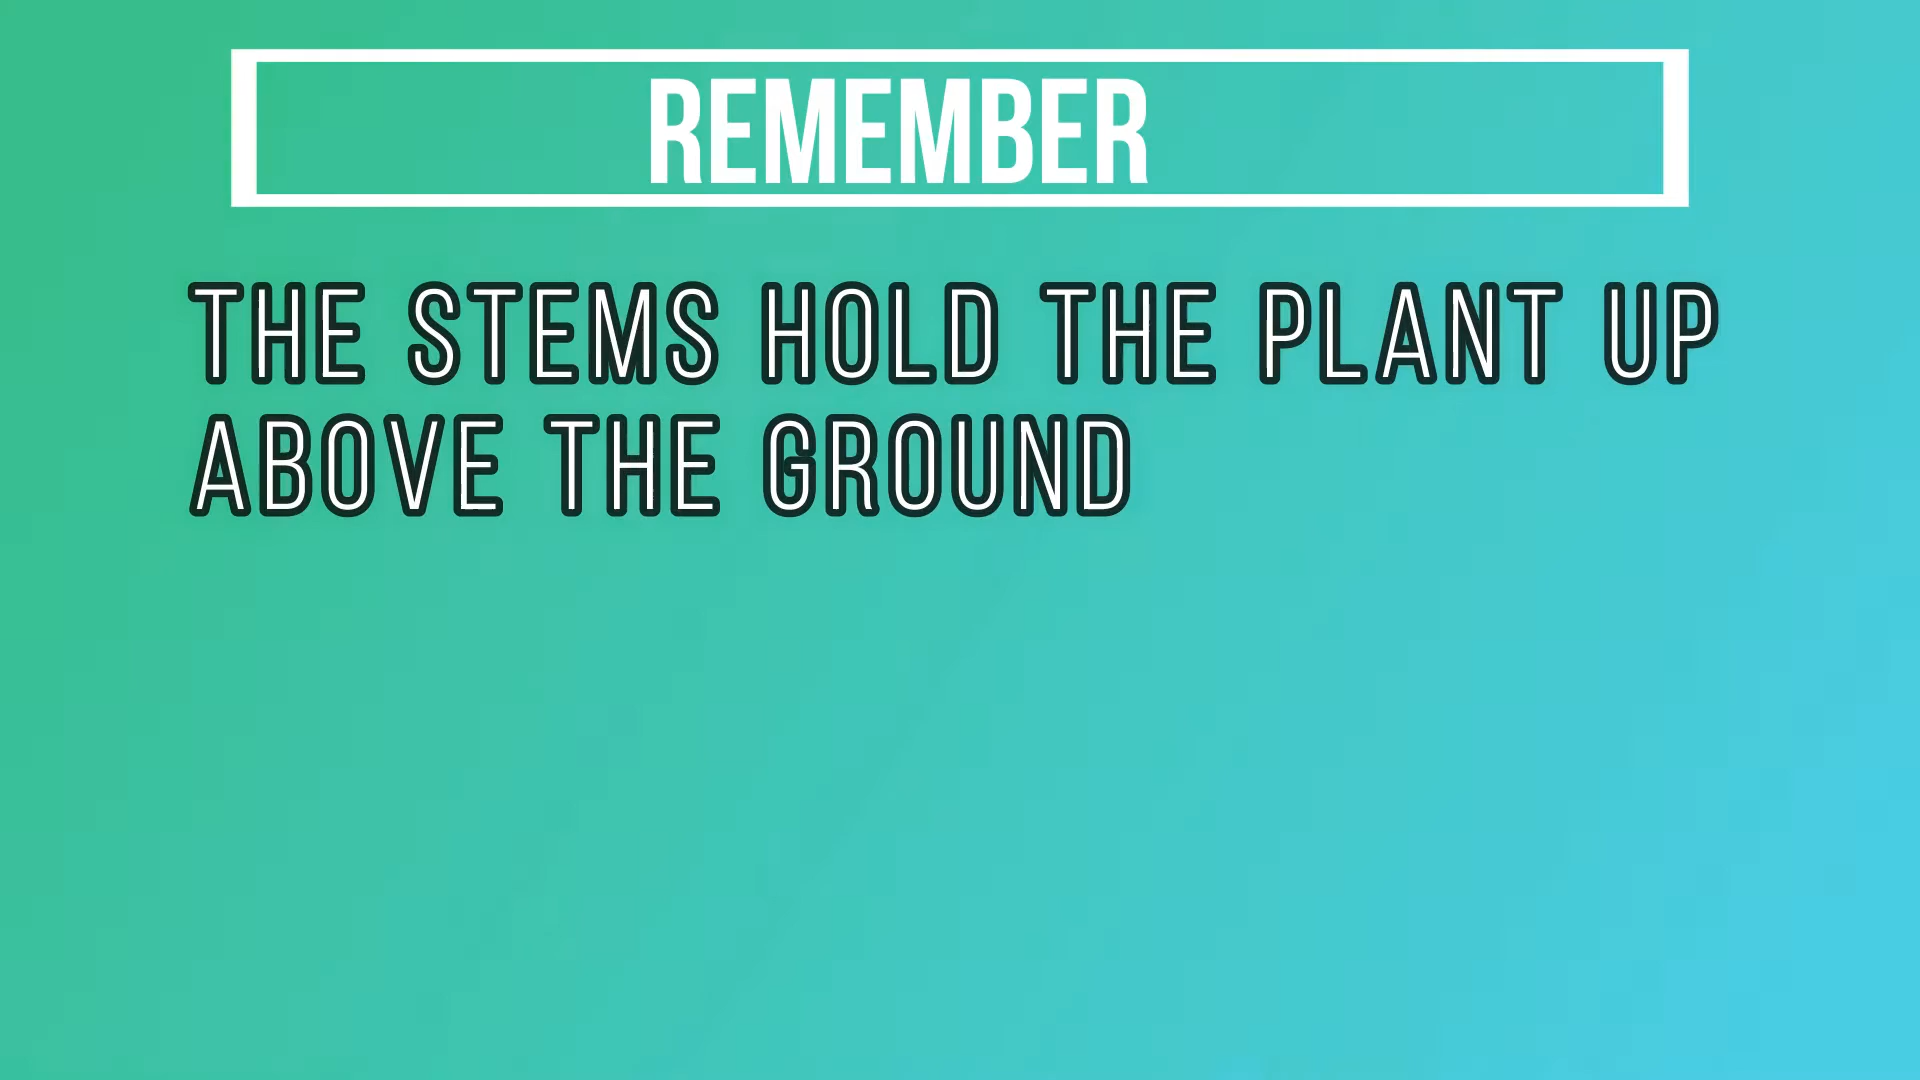 REMEMBER
THE STEMS HOLD THE PLANT UP
ABOVE THE GROUND